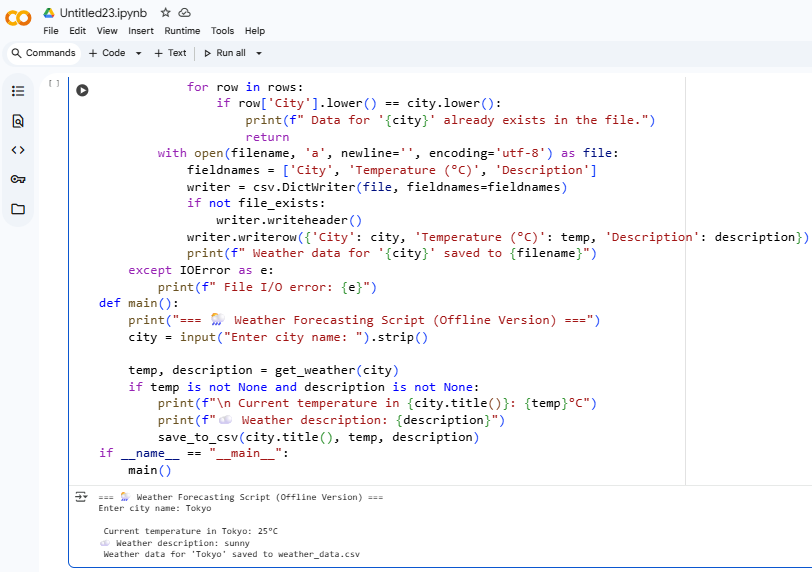 CO Untitled23.ipynb
File Edit View Insert Runtime Tools Help
Commands + Code + Text Run all
[ ]
            for row in rows:
                if row['City'].lower() == city.lower():
                    print(f" Data for '{city}' already exists in the file.")
                    return
        with open(filename, 'a', newline='', encoding='utf-8') as file:
            fieldnames = ['City', 'Temperature (°C)', 'Description']
            writer = csv.DictWriter(file, fieldnames=fieldnames)
            if not file_exists:
                writer.writeheader()
            writer.writerow({'City': city, 'Temperature (°C)': temp, 'Description': description})
            print(f" Weather data for '{city}' saved to {filename}")
    except IOError as e:
        print(f" File I/O error: {e}")
def main():
    print("=== 🌦️ Weather Forecasting Script (Offline Version) ===")
    city = input("Enter city name: ").strip()

    temp, description = get_weather(city)
    if temp is not None and description is not None:
        print(f"\n Current temperature in {city.title()}: {temp}°C")
        print(f"☁️ Weather description: {description}")
        save_to_csv(city.title(), temp, description)
if __name__ == "__main__":
    main()
=== 🌦️ Weather Forecasting Script (Offline Version) ===
Enter city name: Tokyo

 Current temperature in Tokyo: 25°C
☁️ Weather description: sunny
 Weather data for 'Tokyo' saved to weather_data.csv